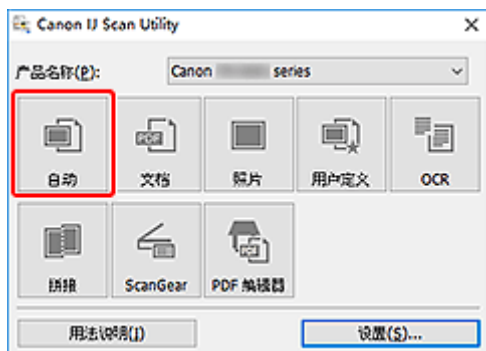 Canon IJ Scan Utility
产品名称(P): Canon series
自动 文档 照片 用户定义 OCR
拼接 ScanGear PDF 编辑器
用法说明(I) 设置(S)...